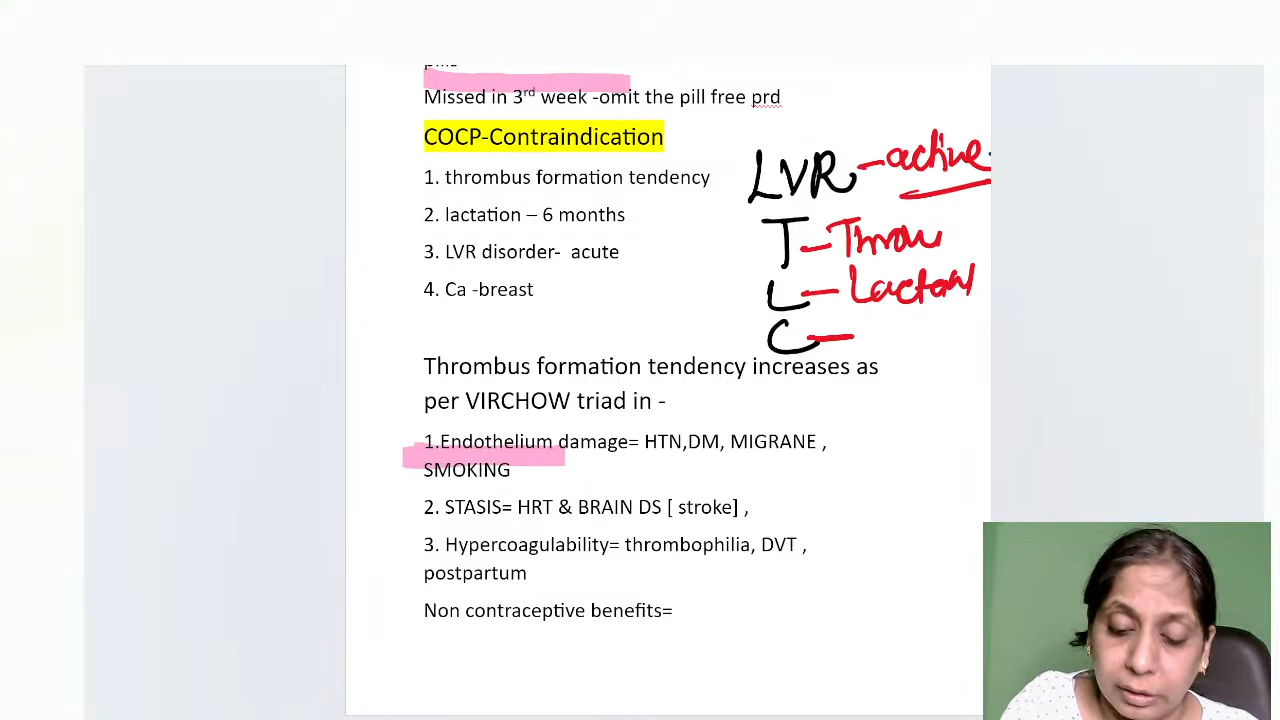 Missed in 3rd week -omit the pill free prd
COCP-Contraindication
1. thrombus formation tendency
2. lactation – 6 months
3. LVR disorder- acute
4. Ca -breast
LVR – active
T –
L –
C –
Thrombus formation tendency increases as
per VIRCHOW triad in -
1.Endothelium damage= HTN,DM, MIGRANE ,
SMOKING
2. STASIS= HRT & BRAIN DS [ stroke] ,
3. Hypercoagulability= thrombophilia, DVT ,
postpartum
Non contraceptive benefits=